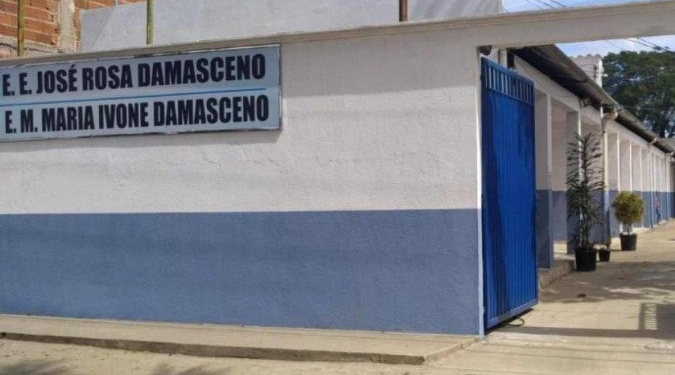 E. E. JOSÉ ROSA DAMASCENO
E. M. MARIA IVONE DAMASCENO